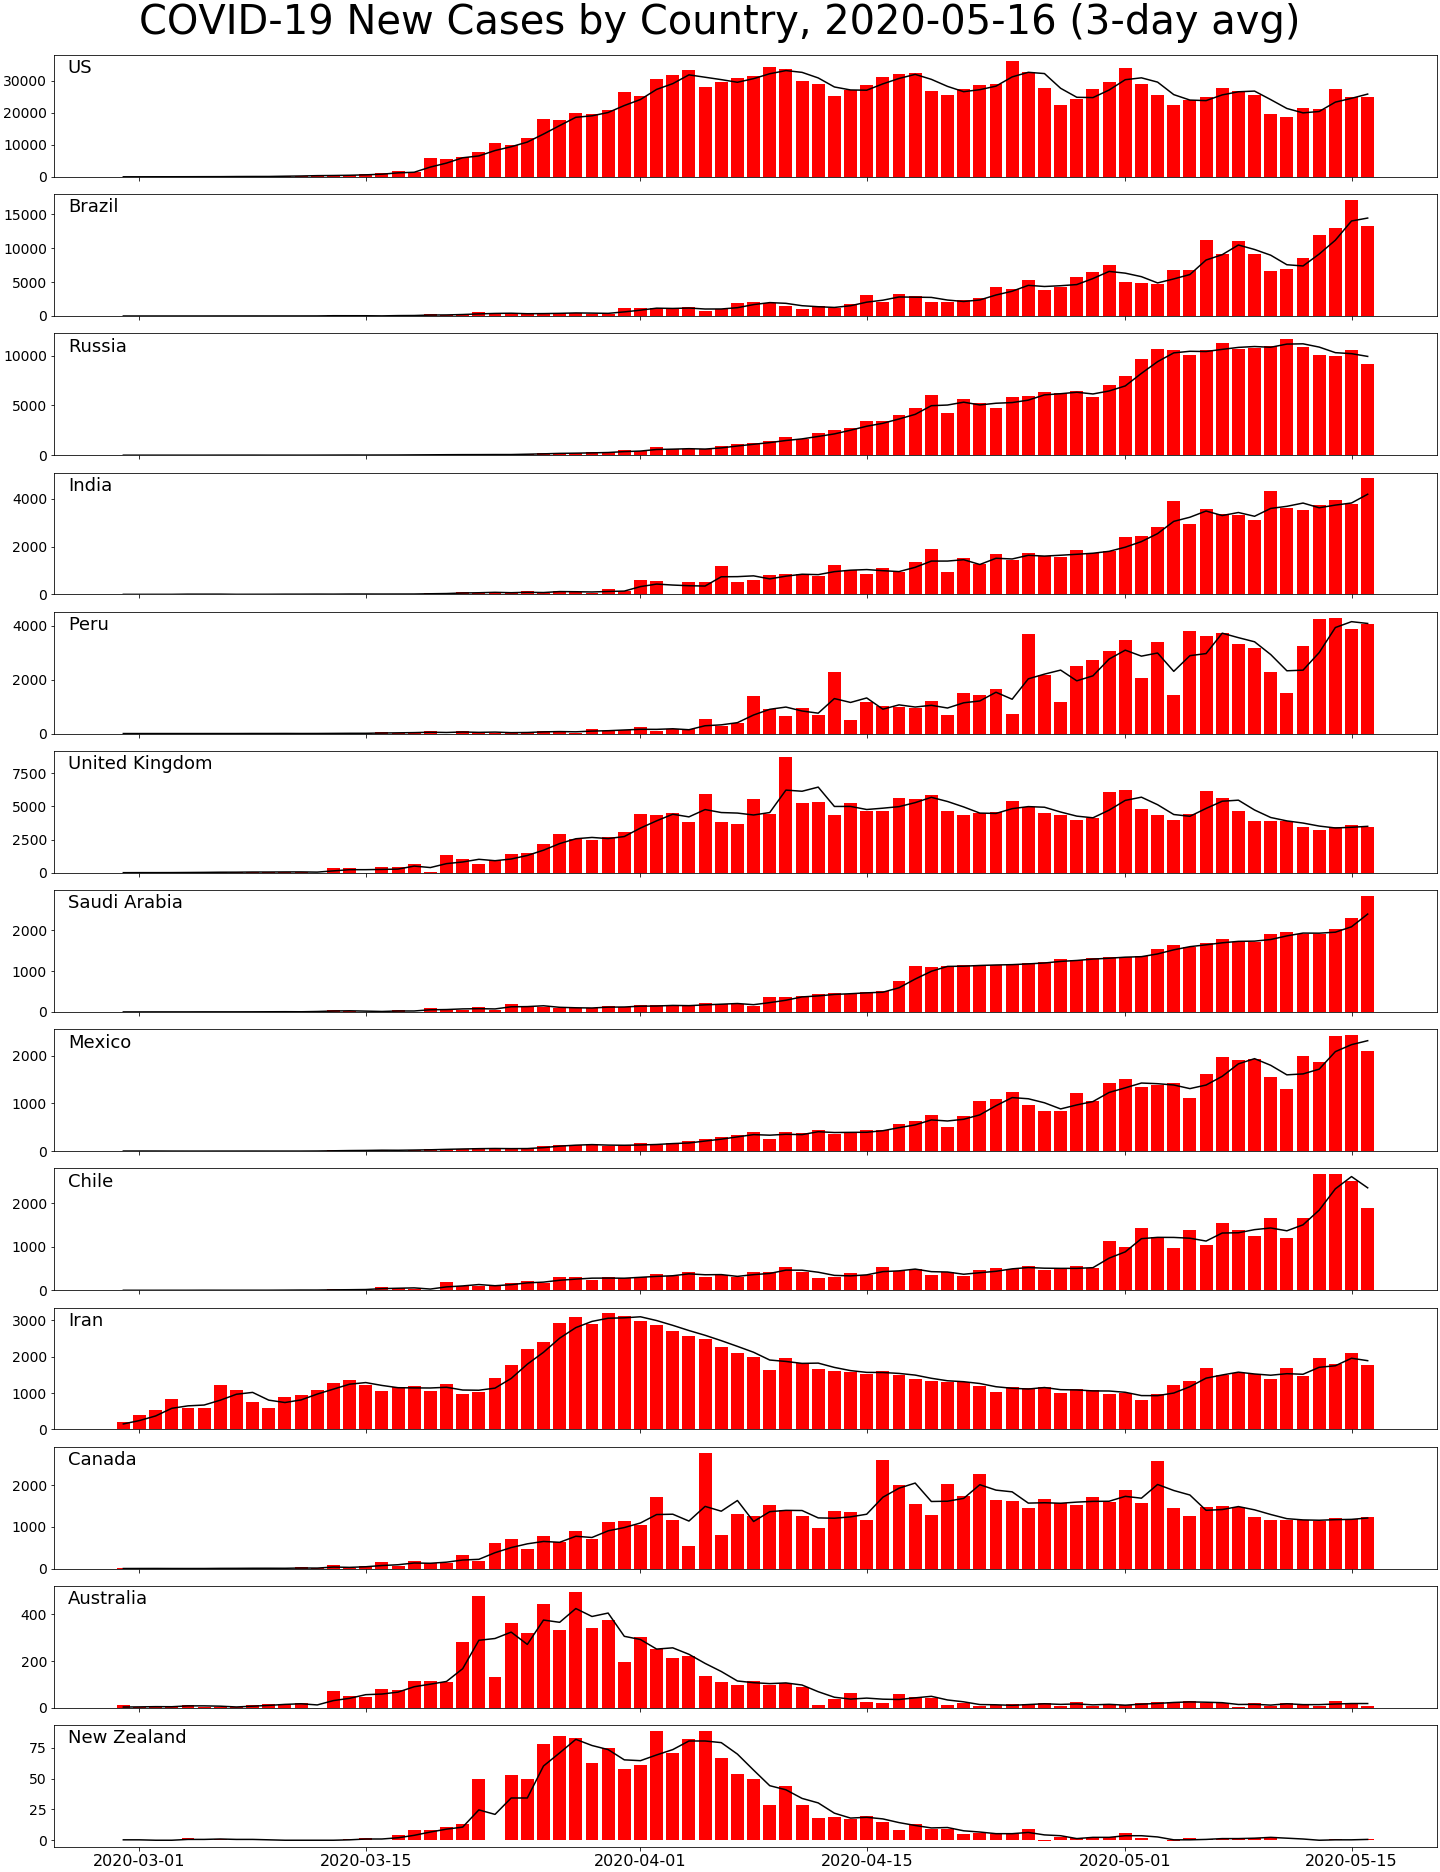 COVID-19 New Cases by Country, 2020-05-16 (3-day avg)
US
30000
20000
10000
0
Brazil
15000
10000
5000
0
Russia
10000
5000
0
India
4000
2000
0
Peru
4000
2000
0
United Kingdom
7500
5000
2500
0
Saudi Arabia
2000
1000
0
Mexico
2000
1000
0
Chile
2000
1000
0
Iran
3000
2000
1000
0
Canada
2000
1000
0
Australia
400
200
0
New Zealand
75
50
25
0
2020-03-01 2020-03-15 2020-04-01 2020-04-15 2020-05-01 2020-05-15